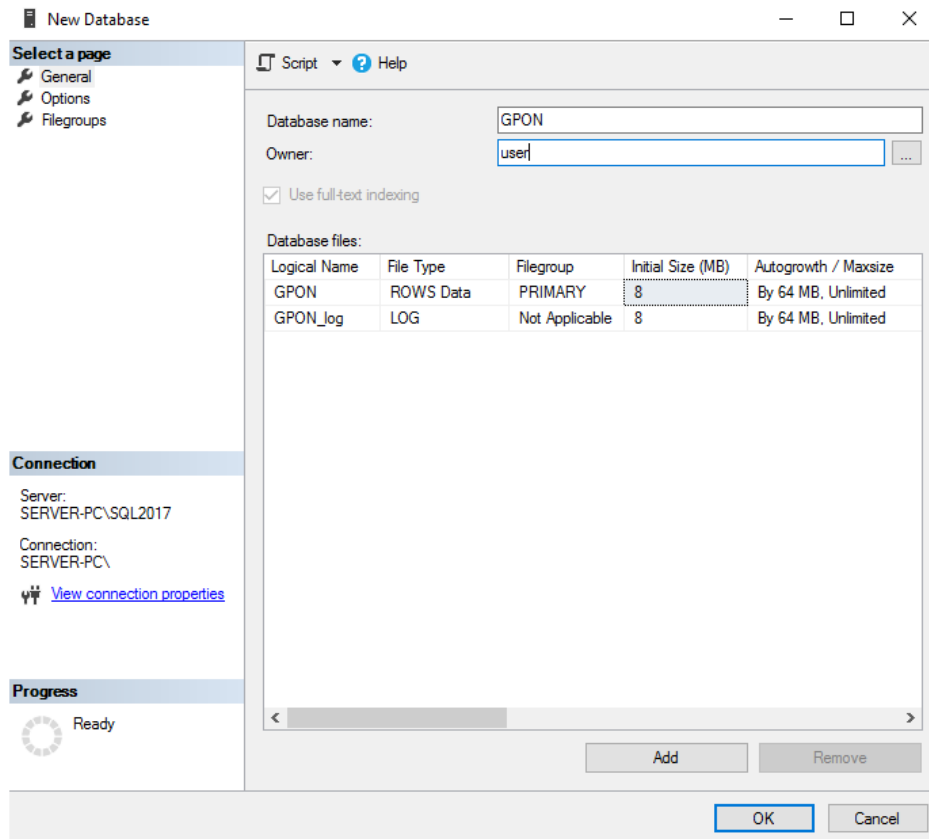 New Database
Select a page
General
Options
Filegroups
Script
Help
Database name:
GPON
Owner:
user
...
Use full-text indexing
Database files:
Logical Name File Type Filegroup Initial Size (MB) Autogrowth / Maxsize
GPON ROWS Data PRIMARY 8 By 64 MB, Unlimited
GPON_log LOG Not Applicable 8 By 64 MB, Unlimited
Connection
Server:
SERVER-PC\SQL2017
Connection:
SERVER-PC\
View connection properties
Progress
Ready
Add
Remove
OK
Cancel